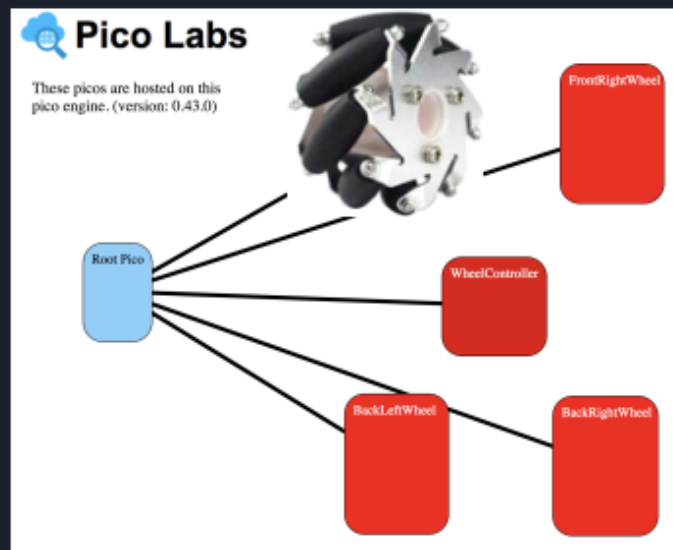 Pico Labs
These picos are hosted on this
pico engine. (version: 0.43.0)
FrontRightWheel
Root Pico
WheelController
BackLeftWheel
BackRightWheel